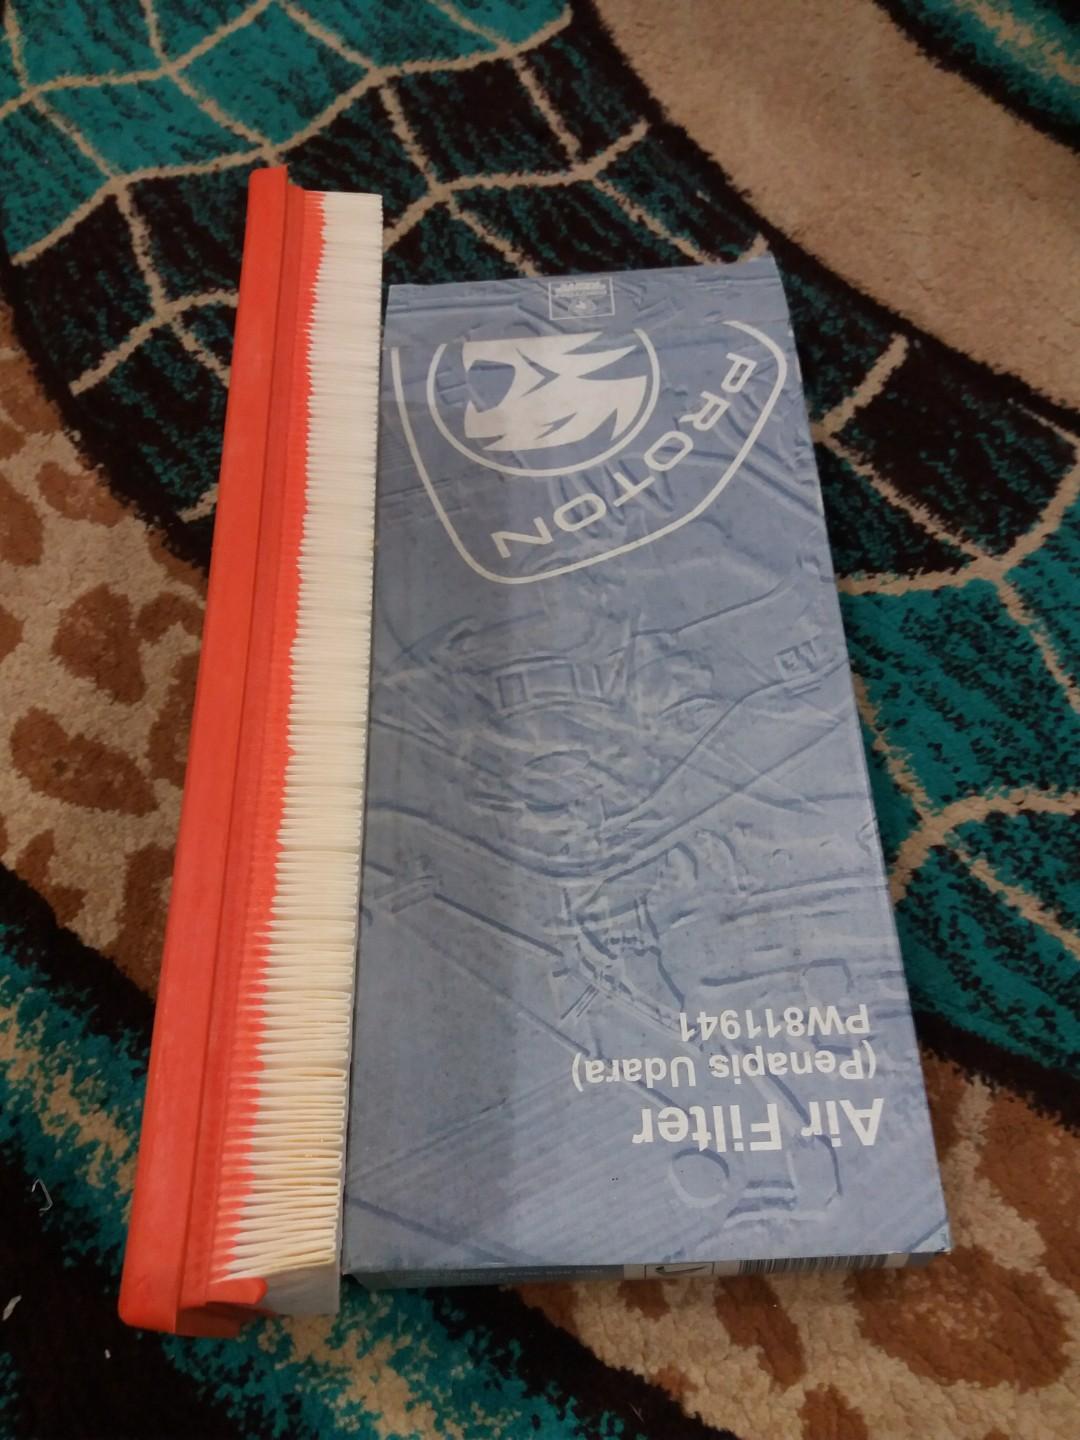 Air Filter
(Penapis Udara)
PW811941
PROTON